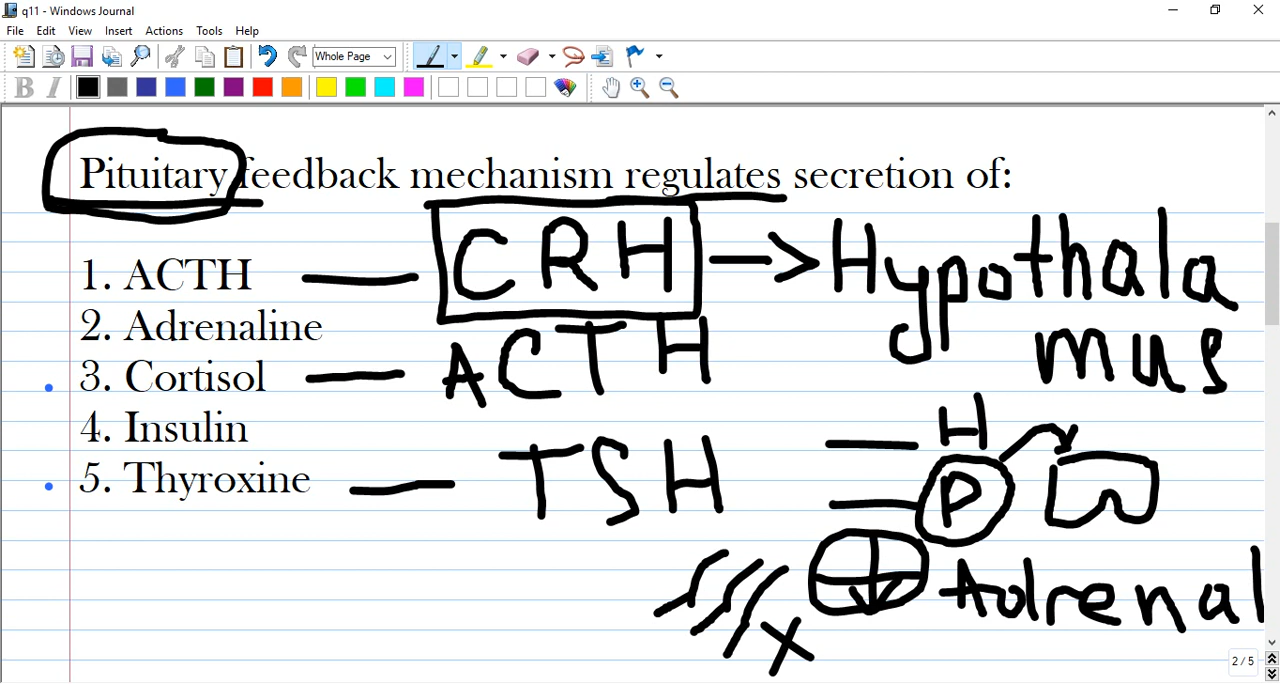 q11 - Windows Journal
File Edit View Insert Actions Tools Help
Whole Page
B I
Pituitary feedback mechanism regulates secretion of:
1. ACTH CRH Hypothala
2. Adrenaline
ACTH mus
3. Cortisol
4. Insulin H
5. Thyroxine TSH P
Adrenal
2 / 5